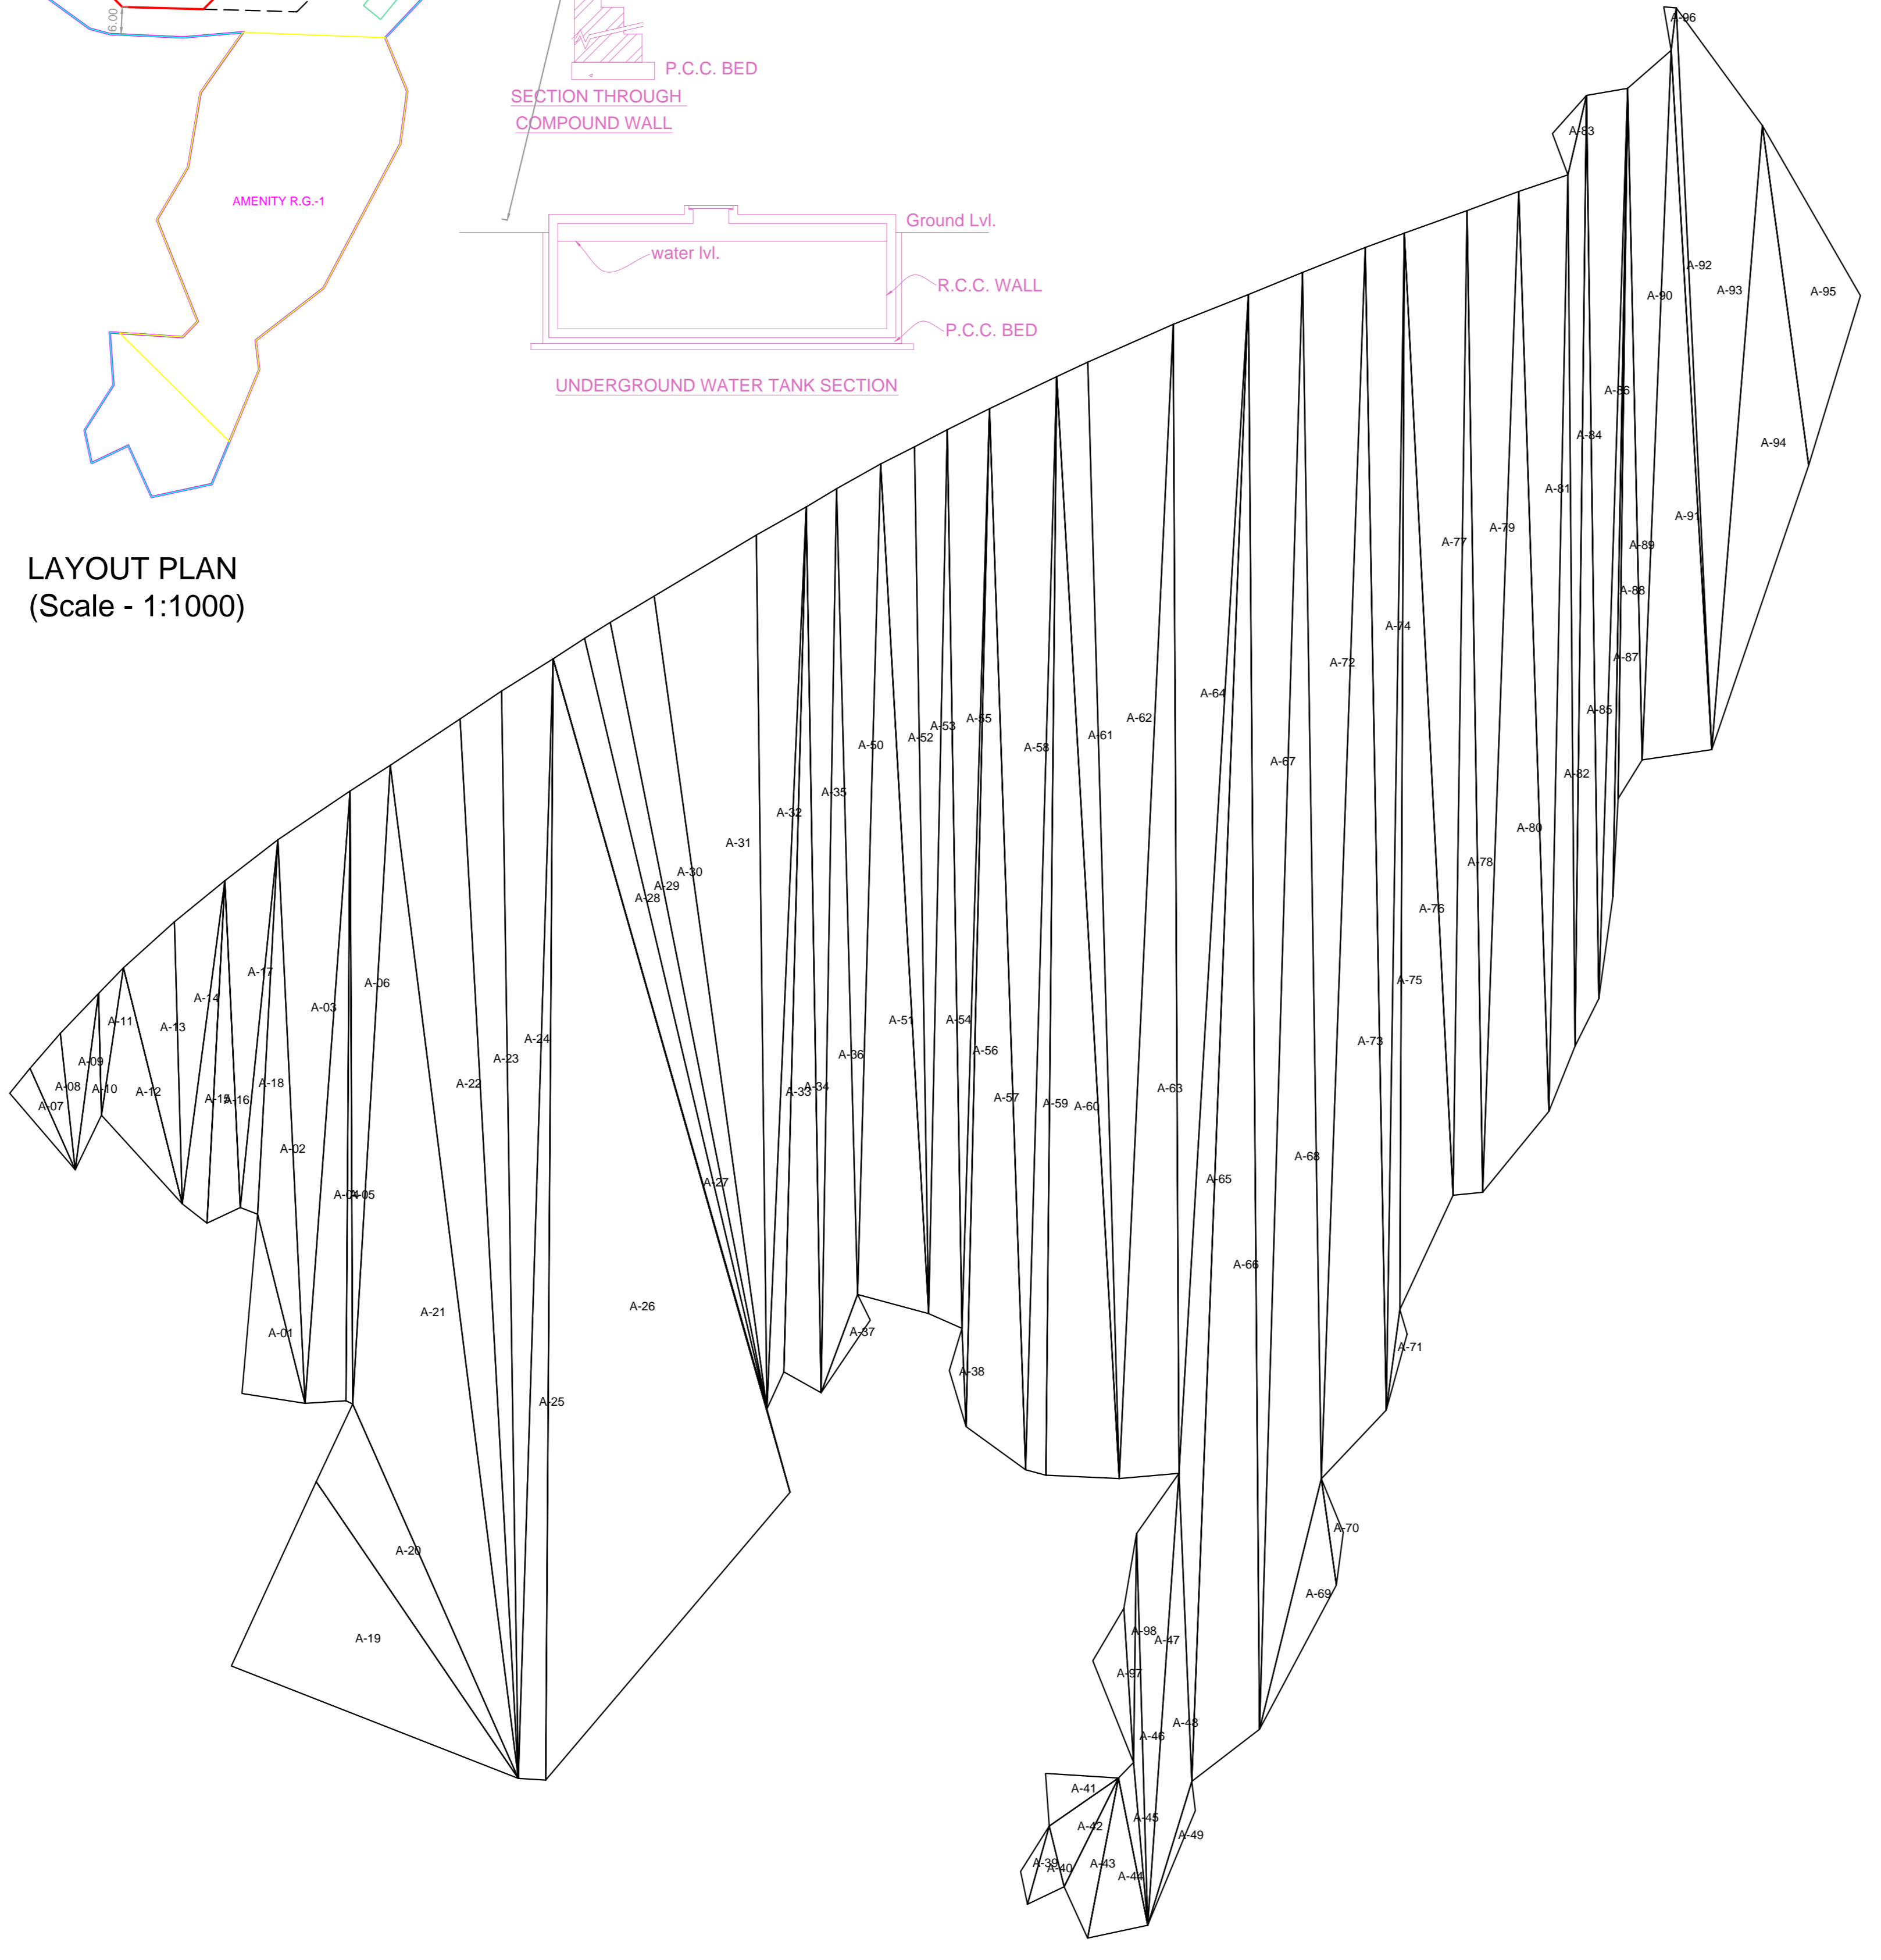 6.00
P.C.C. BED
SECTION THROUGH
COMPOUND WALL
AMENITY R.G.-1
Ground Lvl.
water lvl.
R.C.C. WALL
P.C.C. BED
UNDERGROUND WATER TANK SECTION
LAYOUT PLAN
(Scale - 1:1000)
A-96
A-83
A-92
A-90
A-93
A-95
A-86
A-84
A-94
A-81
A-91
A-79
A-77
A-89
A-88
A-74
A-87
A-72
A-64
A-85
A-62
A-55
A-53
A-61
A-52
A-50
A-58
A-67
A-82
A-35
A-32
A-80
A-31
A-78
A-30
A-29
A-28
A-76
A-17
A-06
A-75
A-14
A-03
A-11
A-13
A-51
A-54
A-24
A-73
A-56
A-36
A-23
A-09
A-22
A-18
A-08
A-10
A-12
A-34
A-33
A-63
A-57
A-15
A-16
A-59
A-60
A-07
A-02
A-68
A-65
A-27
A-04
A-05
A-66
A-26
A-21
A-01
A-37
A-71
A-38
A-25
A-70
A-20
A-69
A-98
A-47
A-19
A-97
A-48
A-46
A-41
A-45
A-42
A-49
A-39
A-40
A-43
A-44